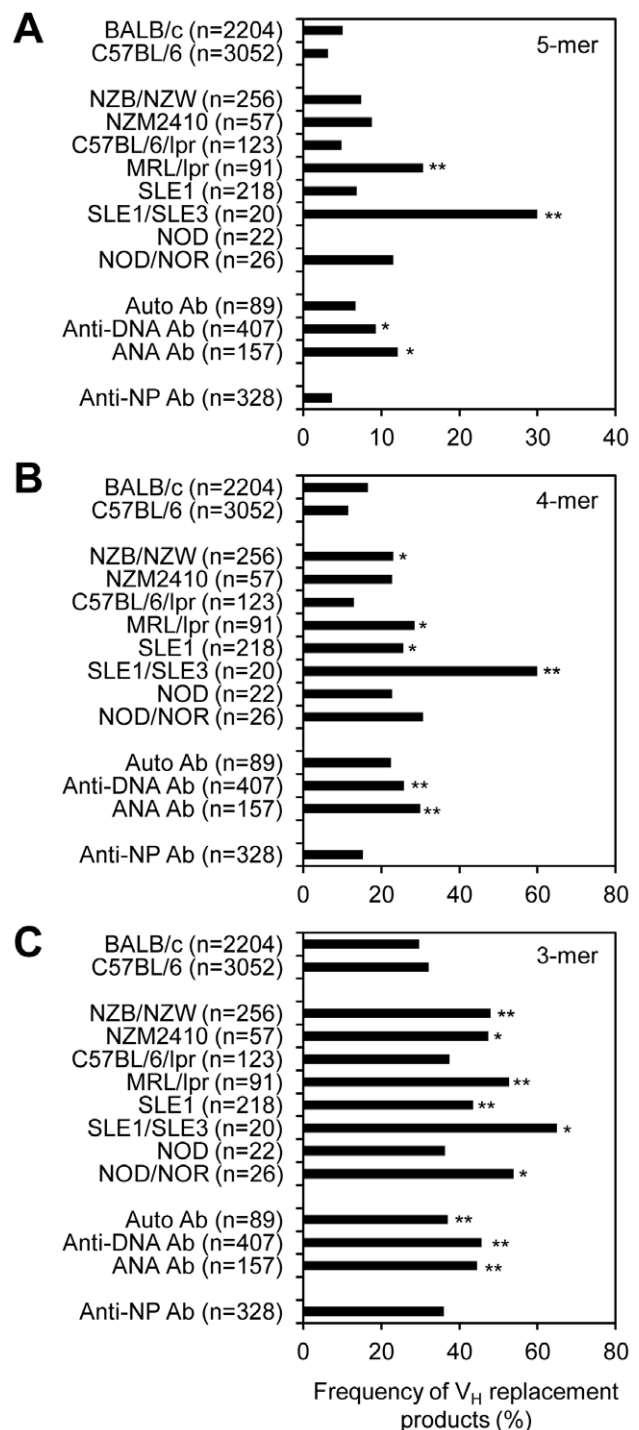 A
5-mer
BALB/c (n=2204)
C57BL/6 (n=3052)
NZB/NZW (n=256)
NZM2410 (n=57)
C57BL/6/lpr (n=123)
MRL/lpr (n=91) **
SLE1 (n=218)
SLE1/SLE3 (n=20) **
NOD (n=22)
NOD/NOR (n=26)
Auto Ab (n=89)
Anti-DNA Ab (n=407) *
ANA Ab (n=157) *
Anti-NP Ab (n=328)
0 10 20 30 40
B
4-mer
BALB/c (n=2204)
C57BL/6 (n=3052)
NZB/NZW (n=256) *
NZM2410 (n=57)
C57BL/6/lpr (n=123)
MRL/lpr (n=91) *
SLE1 (n=218) *
SLE1/SLE3 (n=20) **
NOD (n=22)
NOD/NOR (n=26)
Auto Ab (n=89)
Anti-DNA Ab (n=407) **
ANA Ab (n=157) **
Anti-NP Ab (n=328)
0 20 40 60 80
C
3-mer
BALB/c (n=2204)
C57BL/6 (n=3052)
NZB/NZW (n=256) **
NZM2410 (n=57) *
C57BL/6/lpr (n=123)
MRL/lpr (n=91) **
SLE1 (n=218) **
SLE1/SLE3 (n=20) *
NOD (n=22)
NOD/NOR (n=26) *
Auto Ab (n=89) **
Anti-DNA Ab (n=407) **
ANA Ab (n=157) **
Anti-NP Ab (n=328)
0 20 40 60 80
Frequency of VH replacement
products (%)